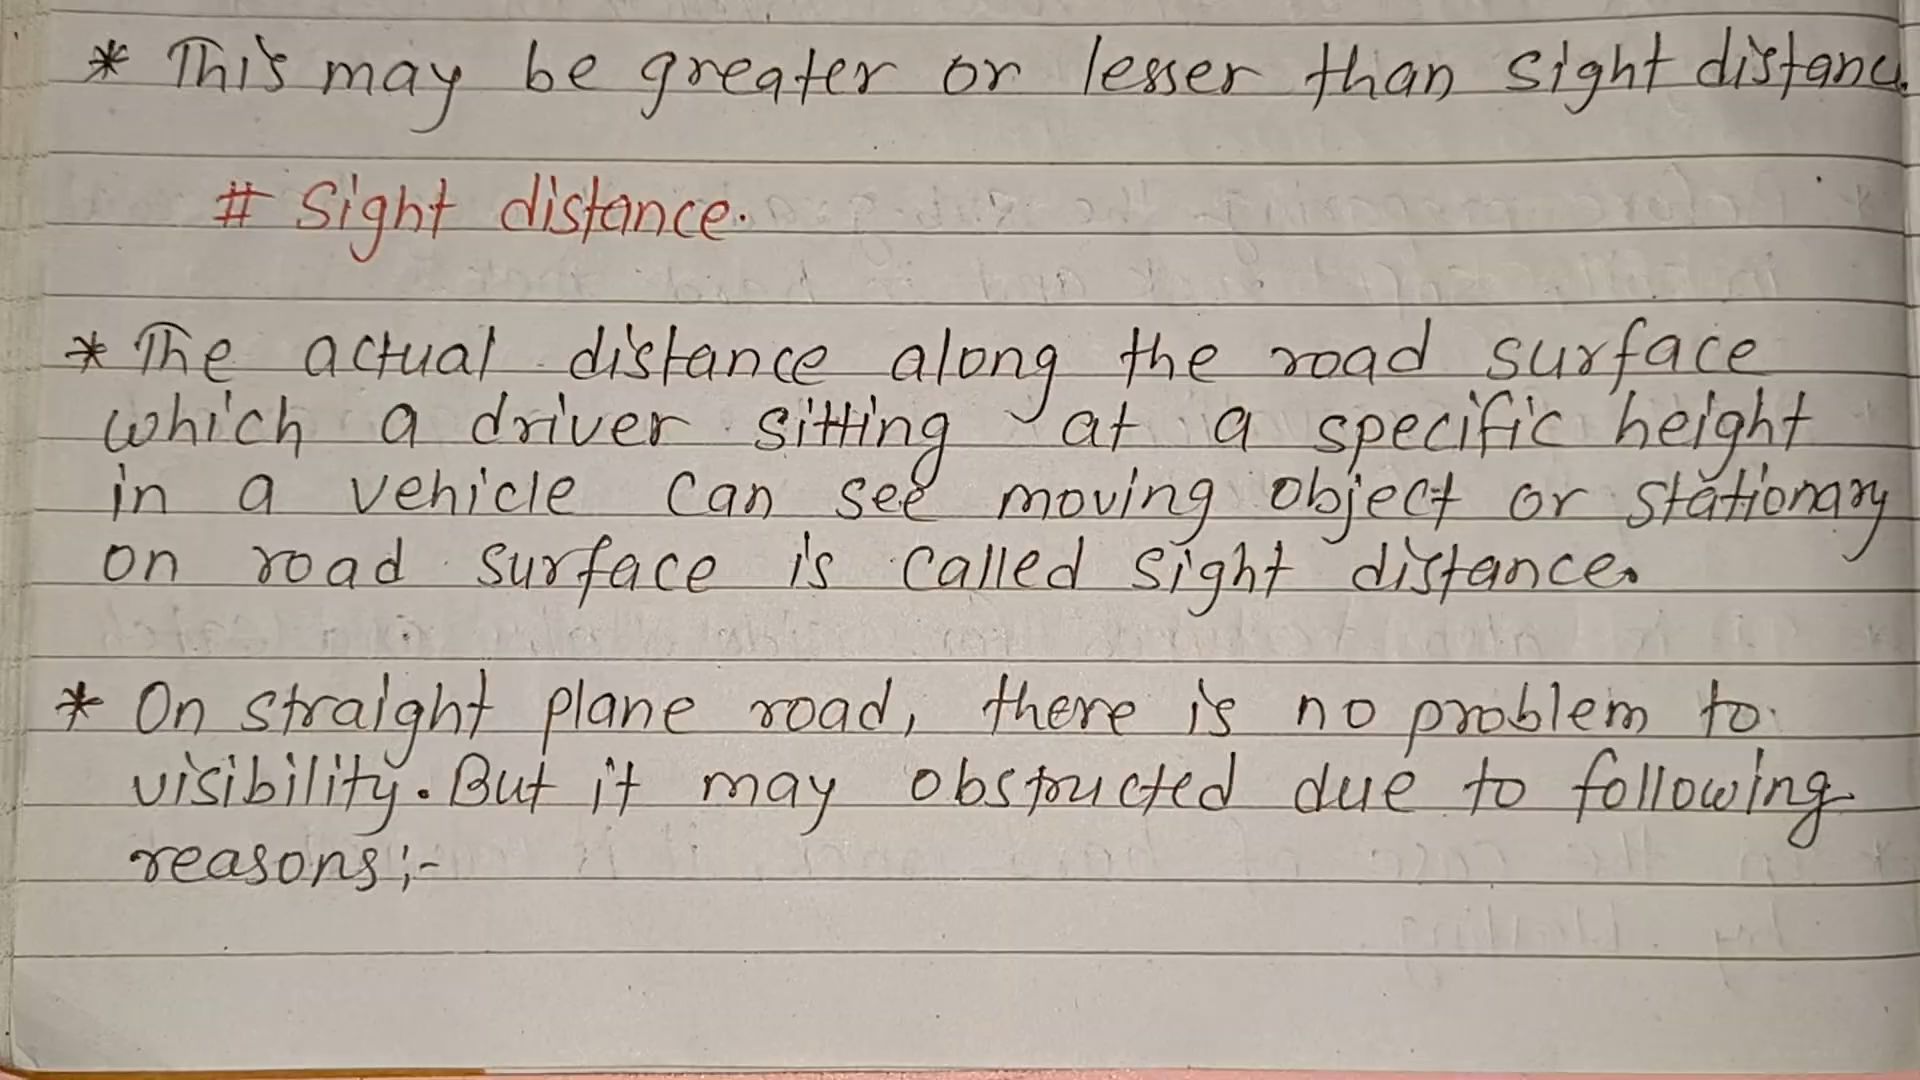 * This may be greater or lesser than sight distance.
# Sight distance.
* The actual distance along the road surface
which a driver sitting at a specific height
in a vehicle can see moving object or stationary
on road surface is called sight distance.
* On straight plane road, there is no problem to
visibility. But it may obstructed due to following
reasons;-